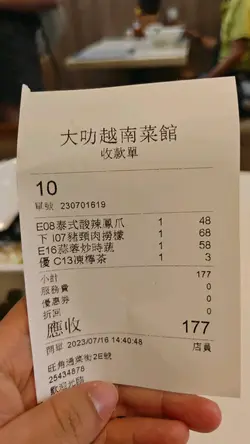 大叻越南菜館
收款單
10
單號 230701619
E08泰式酸辣鳳爪 1 48
下 I07豬頸肉撈檬 1 68
E16蒜蓉炒時蔬 1 58
優 C13凍檸茶 1 3
小計 177
服務費 0
優惠券 0
折回 0
應收 177
開單 2023/07/16 14:40:48 店員
旺角通菜街2E號
25434878
歡迎光臨